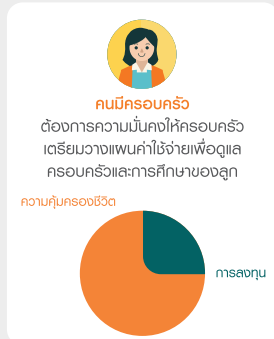 คนมีครอบครัว
ต้องการความมั่นคงให้ครอบครัว
เตรียมวางแผนค่าใช้จ่ายเพื่อดูแล
ครอบครัวและการศึกษาของลูก
ความคุ้มครองชีวิต
การลงทุน